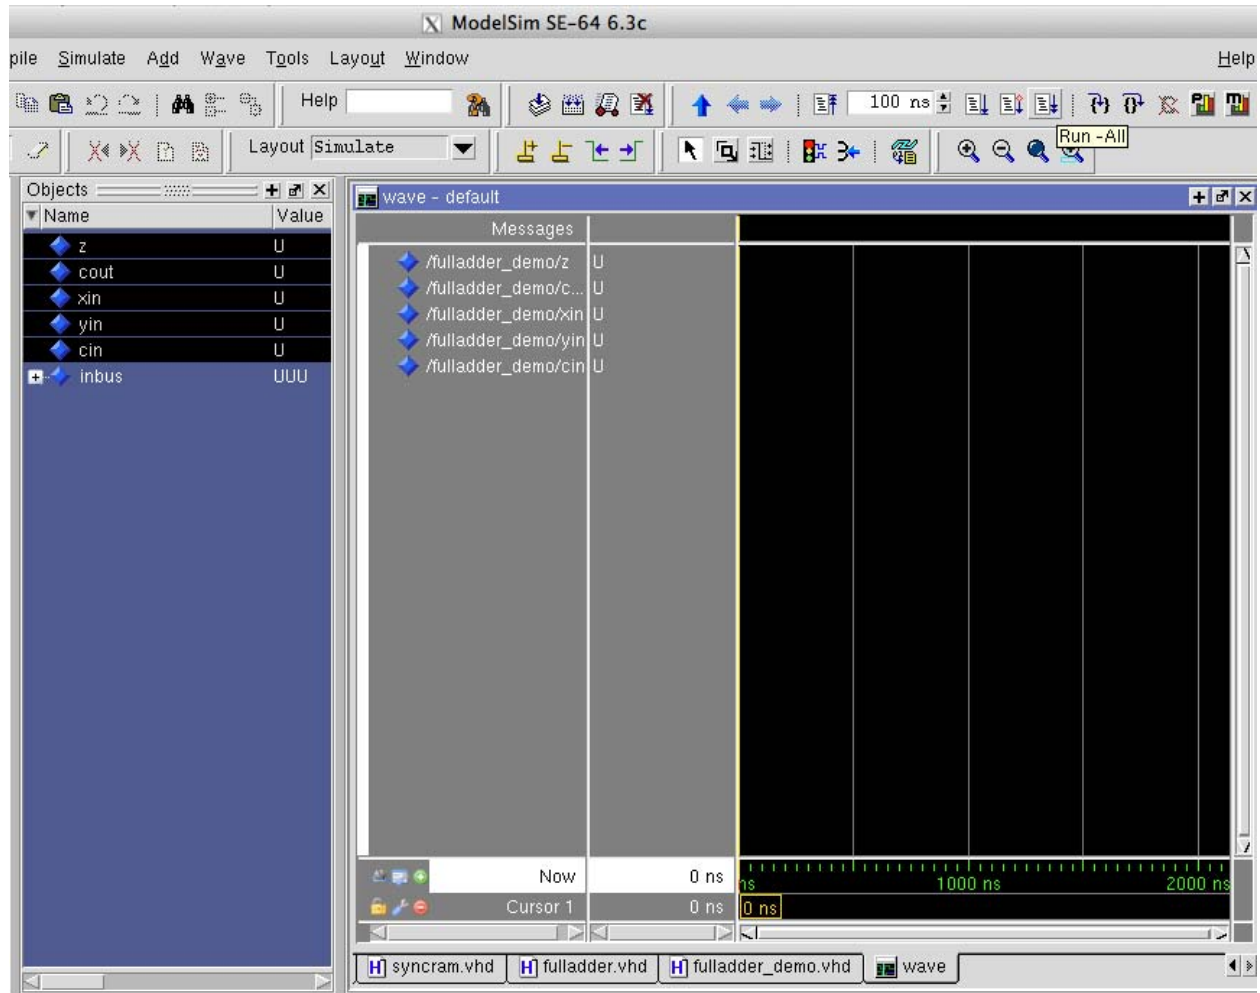 ModelSim SE-64 6.3c
pile Simulate Add Wave Tools Layout Window Help
Help 100 ns
Run -All
Layout Simulate
Objects
Name Value
z U
cout U
xin U
yin U
cin U
inbus UUU
wave - default
Messages
/fulladder_demo/z U
/fulladder_demo/c... U
/fulladder_demo/xin U
/fulladder_demo/yin U
/fulladder_demo/cin U
Now 0 ns
ns 1000 ns 2000 ns
Cursor 1 0 ns 0 ns
syncram.vhd fulladder.vhd fulladder_demo.vhd wave